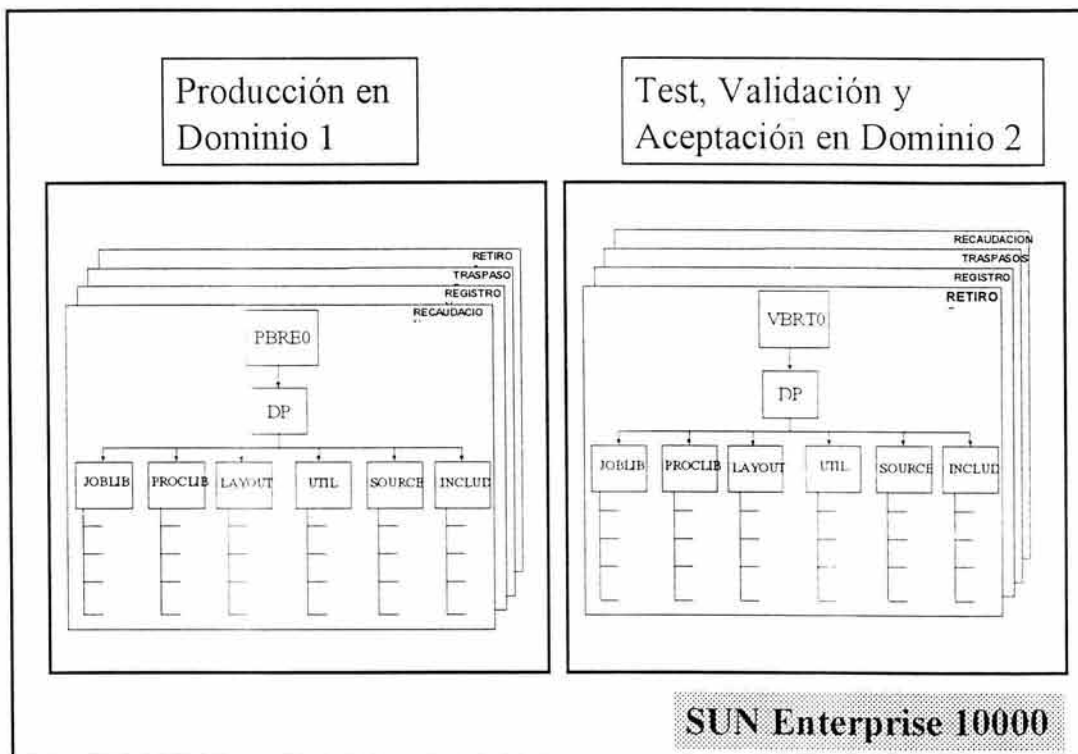 Producción en
Dominio 1
Test, Validación y
Aceptación en Dominio 2
RETIRO
TRASPASO
REGISTRO
RECAUDACIO
PBRE0
DP
JOBLIB
PROCLIB
LAYOUT
UTIL
SOURCE
INCLUD
RECAUDACION
TRASPASOS
REGISTRO
RETIRO
VBRT0
DP
JOBLIB
PROCLIB
LAYOUT
UTIL
SOURCE
INCLUD
SUN Enterprise 10000